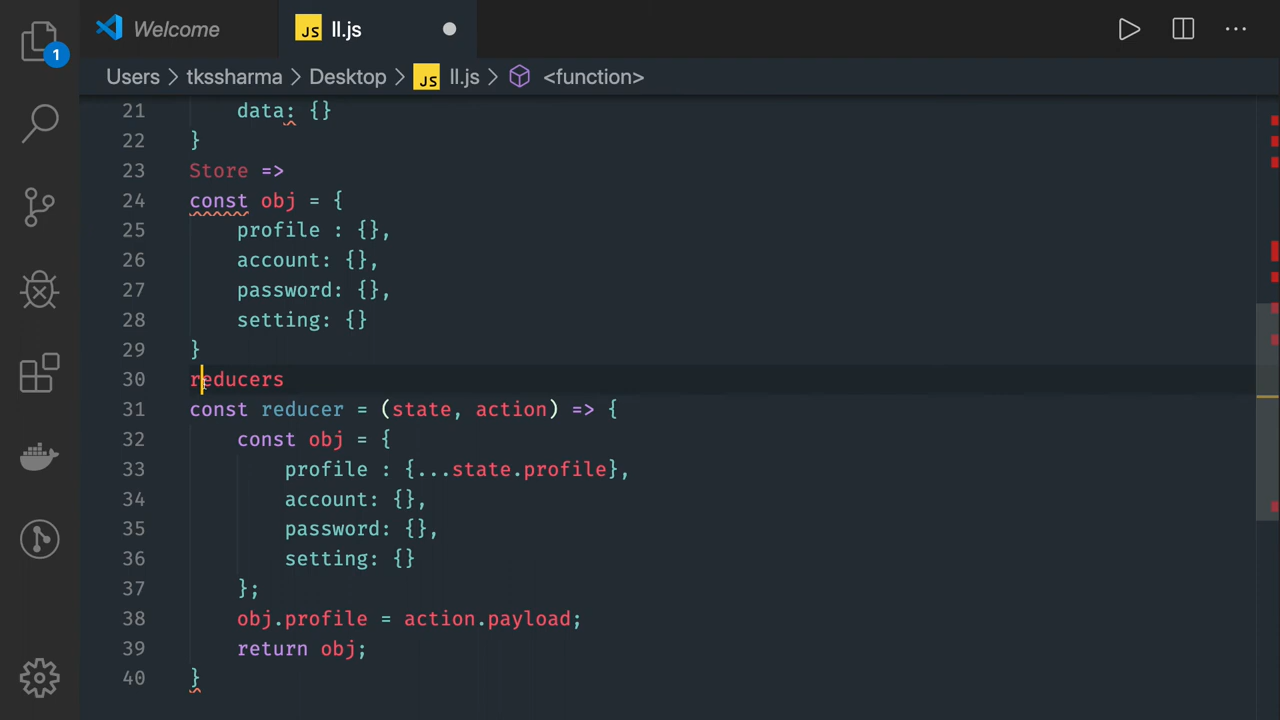 Welcome
JS ll.js
1
Users > tkssharma > Desktop > JS ll.js > <function>
21 data: {}
22 }
23 Store =>
24 const obj = {
25 profile : {},
26 account: {},
27 password: {},
28 setting: {}
29 }
30 reducers
31 const reducer = (state, action) => {
32 const obj = {
33 profile : {...state.profile},
34 account: {},
35 password: {},
36 setting: {}
37 };
38 obj.profile = action.payload;
39 return obj;
40 }